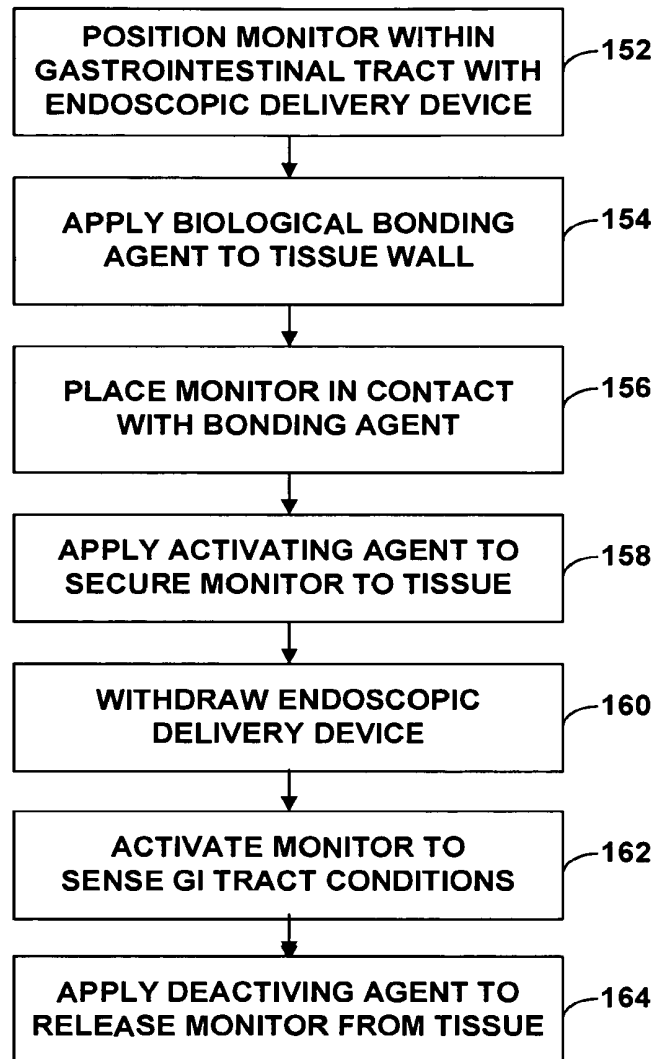 POSITION MONITOR WITHIN
GASTROINTESTINAL TRACT WITH
ENDOSCOPIC DELIVERY DEVICE
152
APPLY BIOLOGICAL BONDING
AGENT TO TISSUE WALL
154
PLACE MONITOR IN CONTACT
WITH BONDING AGENT
156
APPLY ACTIVATING AGENT TO
SECURE MONITOR TO TISSUE
158
WITHDRAW ENDOSCOPIC
DELIVERY DEVICE
160
ACTIVATE MONITOR TO
SENSE GI TRACT CONDITIONS
162
APPLY DEACTIVING AGENT TO
RELEASE MONITOR FROM TISSUE
164